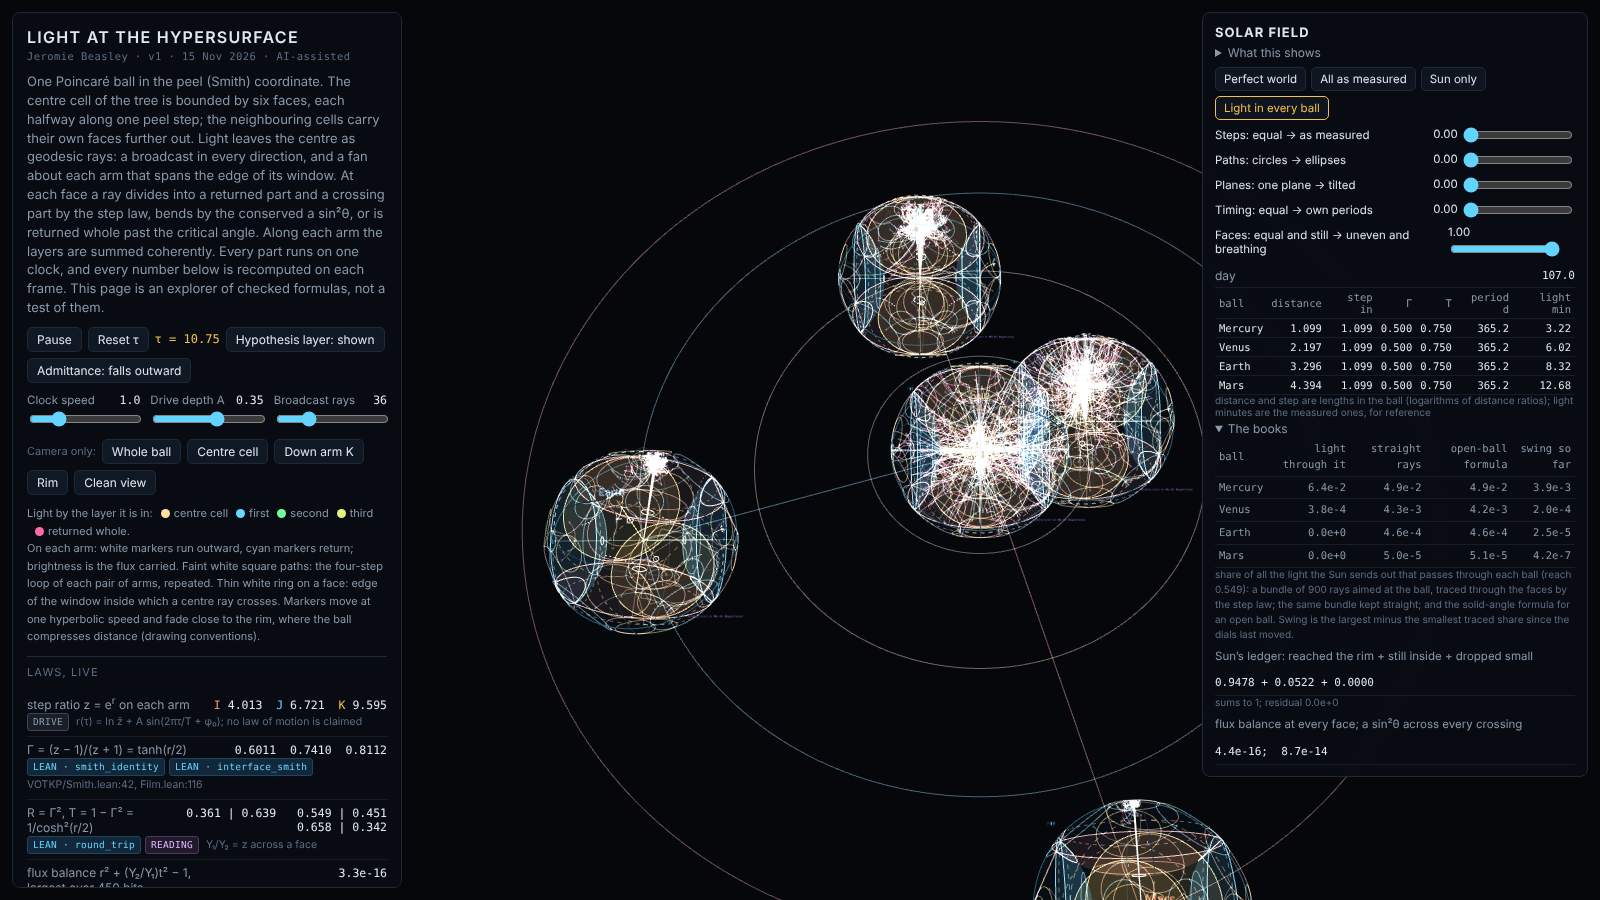 LIGHT AT THE HYPERSURFACE
Jeromie Beasley · v1 · 15 Nov 2026 · AI-assisted
One Poincaré ball in the peel (Smith) coordinate. The
centre cell of the tree is bounded by six faces, each
halfway along one peel step; the neighbouring cells carry
their own faces further out. Light leaves the centre as
geodesic rays: a broadcast in every direction, and a fan
about each arm that spans the edge of its window. At
each face a ray divides into a returned part and a crossing
part by the step law, bends by the conserved a sin²θ, or is
returned whole past the critical angle. Along each arm the
layers are summed coherently. Every part runs on one
clock, and every number below is recomputed on each
frame. This page is an explorer of checked formulas, not a
test of them.
Pause Reset τ τ = 10.75 Hypothesis layer: shown
Admittance: falls outward
Clock speed 1.0 Drive depth A 0.35 Broadcast rays 36
Camera only: Whole ball Centre cell Down arm K
Rim Clean view
Light by the layer it is in: centre cell first second third
returned whole.
On each arm: white markers run outward, cyan markers return;
brightness is the flux carried. Faint white square paths: the four-step
loop of each pair of arms, repeated. Thin white ring on a face: edge
of the window inside which a centre ray crosses. Markers move at
one hyperbolic speed and fade close to the rim, where the ball
compresses distance (drawing conventions).
LAWS, LIVE
step ratio z = eʳ on each arm I 4.013 J 6.721 K 9.595
DRIVE r(τ) = ln z̄ + A sin(2πτ/T + φ₀); no law of motion is claimed
Γ = (z − 1)/(z + 1) = tanh(r/2) 0.6011 0.7410 0.8112
LEAN · smith_identity LEAN · interface_smith
VOTKP/Smith.lean:42, Film.lean:116
R = Γ², T = 1 − Γ² = 0.361 | 0.639 0.549 | 0.451
1/cosh²(r/2) 0.658 | 0.342
LEAN · round_trip READING Y₁/Y₂ = z across a face
flux balance r² + (Y₂/Y₁)t² − 1, 3.3e-16
largest over 450 hits
Earth
Mars
SOLAR FIELD
▶ What this shows
Perfect world All as measured Sun only
Light in every ball
Steps: equal → as measured 0.00
Paths: circles → ellipses 0.00
Planes: one plane → tilted 0.00
Timing: equal → own periods 0.00
Faces: equal and still → uneven and 1.00
breathing
day 107.0
ball distance step in Γ T period d light min
Mercury 1.099 1.099 0.500 0.750 365.2 3.22
Venus 2.197 1.099 0.500 0.750 365.2 6.02
Earth 3.296 1.099 0.500 0.750 365.2 8.32
Mars 4.394 1.099 0.500 0.750 365.2 12.68
distance and step are lengths in the ball (logarithms of distance ratios); light
minutes are the measured ones, for reference
▼ The books
ball light through it straight rays open-ball formula swing so far
Mercury 6.4e-2 4.9e-2 4.9e-2 3.9e-3
Venus 3.8e-4 4.3e-3 4.2e-3 2.0e-4
Earth 0.0e+0 4.6e-4 4.6e-4 2.5e-5
Mars 0.0e+0 5.0e-5 5.1e-5 4.2e-7
share of all the light the Sun sends out that passes through each ball (reach
0.549): a bundle of 900 rays aimed at the ball, traced through the faces by
the step law; the same bundle kept straight; and the solid-angle formula for
an open ball. Swing is the largest minus the smallest traced share since the
dials last moved.
Sun's ledger: reached the rim + still inside + dropped small
0.9478 + 0.0522 + 0.0000
sums to 1; residual 0.0e+0
flux balance at every face; a sin²θ across every crossing
4.4e-16; 8.7e-14